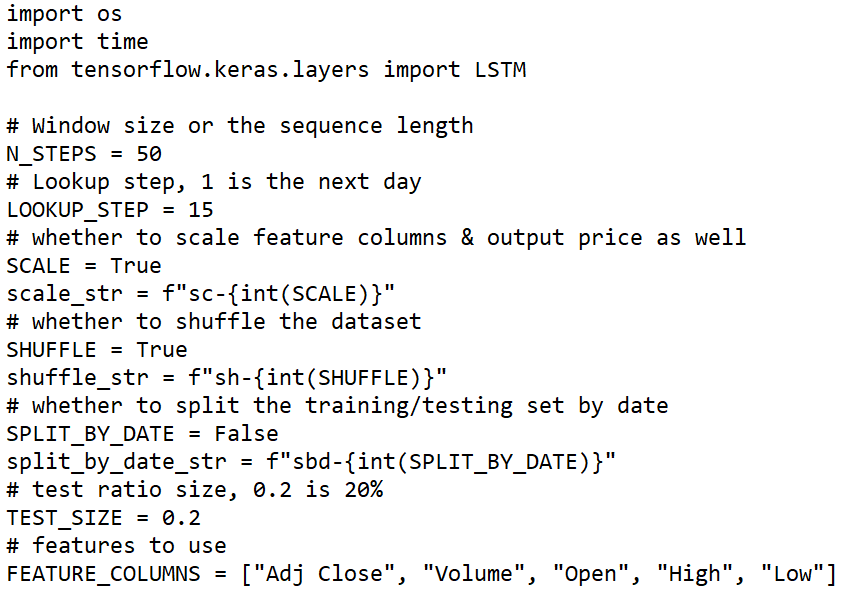 import os
import time
from tensorflow.keras.layers import LSTM
# Window size or the sequence length
N_STEPS = 50
# Lookup step, 1 is the next day
LOOKUP_STEP = 15
# whether to scale feature columns & output price as well
SCALE = True
scale_str = f"sc-{int(SCALE)}"
# whether to shuffle the dataset
SHUFFLE = True
shuffle_str = f"sh-{int(SHUFFLE)}"
# whether to split the training/testing set by date
SPLIT_BY_DATE = False
split_by_date_str = f"sbd-{int(SPLIT_BY_DATE)}"
# test ratio size, 0.2 is 20%
TEST_SIZE = 0.2
# features to use
FEATURE_COLUMNS = ["Adj Close", "Volume", "Open", "High", "Low"]